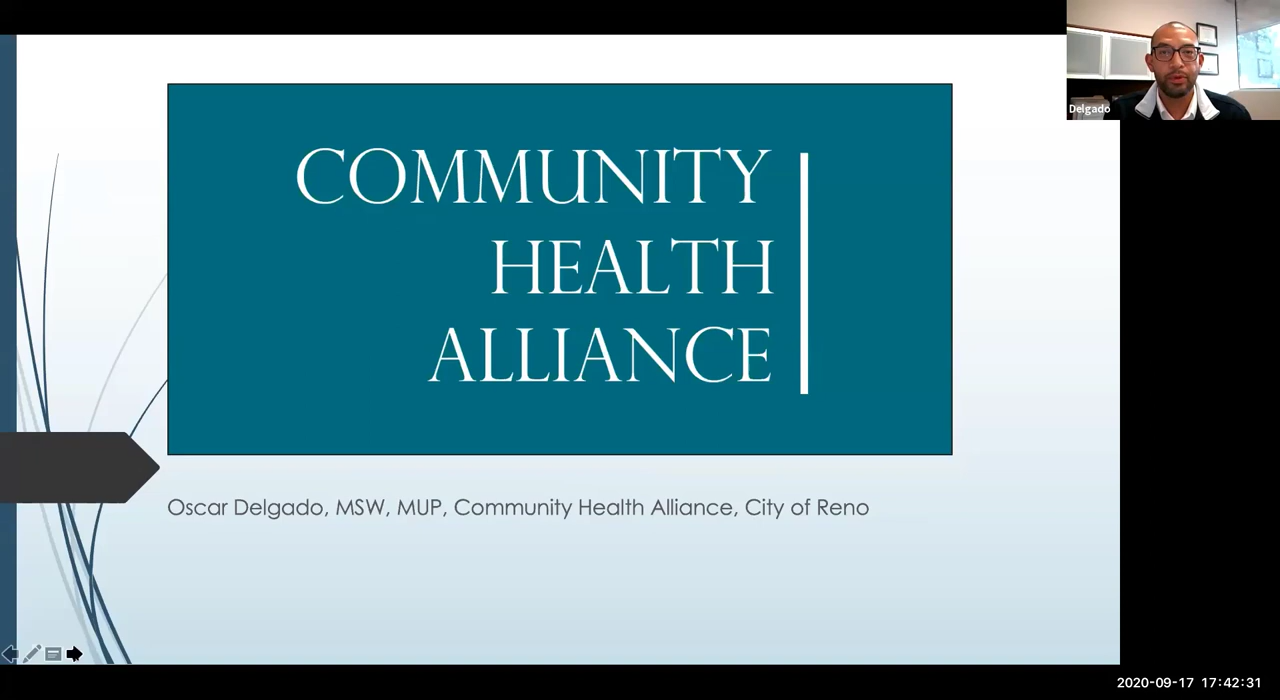 Delgado
COMMUNITY
HEALTH
ALLIANCE
Oscar Delgado, MSW, MUP, Community Health Alliance, City of Reno
2020-09-17 17:42:31